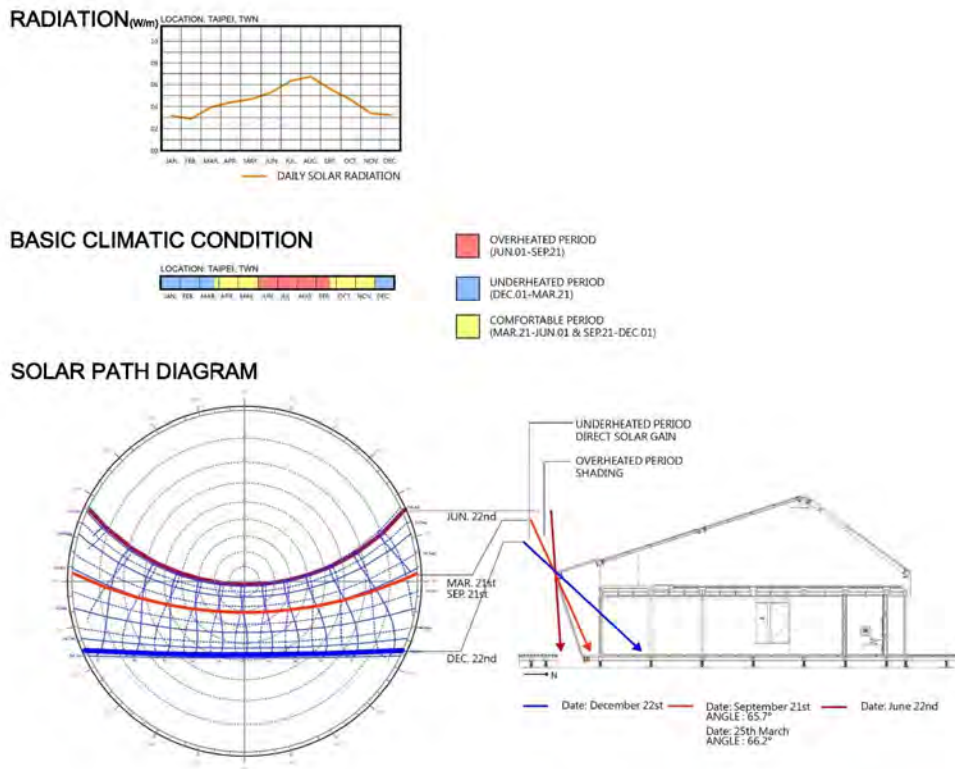 RADIATION(W/m)
LOCATION: TAIPEI, TWN
JAN. FEB. MAR. APR. MAY. JUN. JUL. AUG. SEP. OCT. NOV. DEC.
DAILY SOLAR RADIATION
BASIC CLIMATIC CONDITION
LOCATION: TAIPEI, TWN
JAN. FEB. MAR. APR. MAY. JUN. JUL. AUG. SEP. OCT. NOV. DEC.
OVERHEATED PERIOD
(JUN.01-SEP.21)
UNDERHEATED PERIOD
(DEC.01-MAR.21)
COMFORTABLE PERIOD
(MAR.21-JUN.01 & SEP.21-DEC.01)
SOLAR PATH DIAGRAM
UNDERHEATED PERIOD
DIRECT SOLAR GAIN
OVERHEATED PERIOD
SHADING
JUN. 22nd
MAR. 21st
SEP. 21st
DEC. 22nd
N
Date: December 22st
Date: September 21st
ANGLE : 65.7°
Date: 25th March
ANGLE : 66.2°
Date: June 22nd